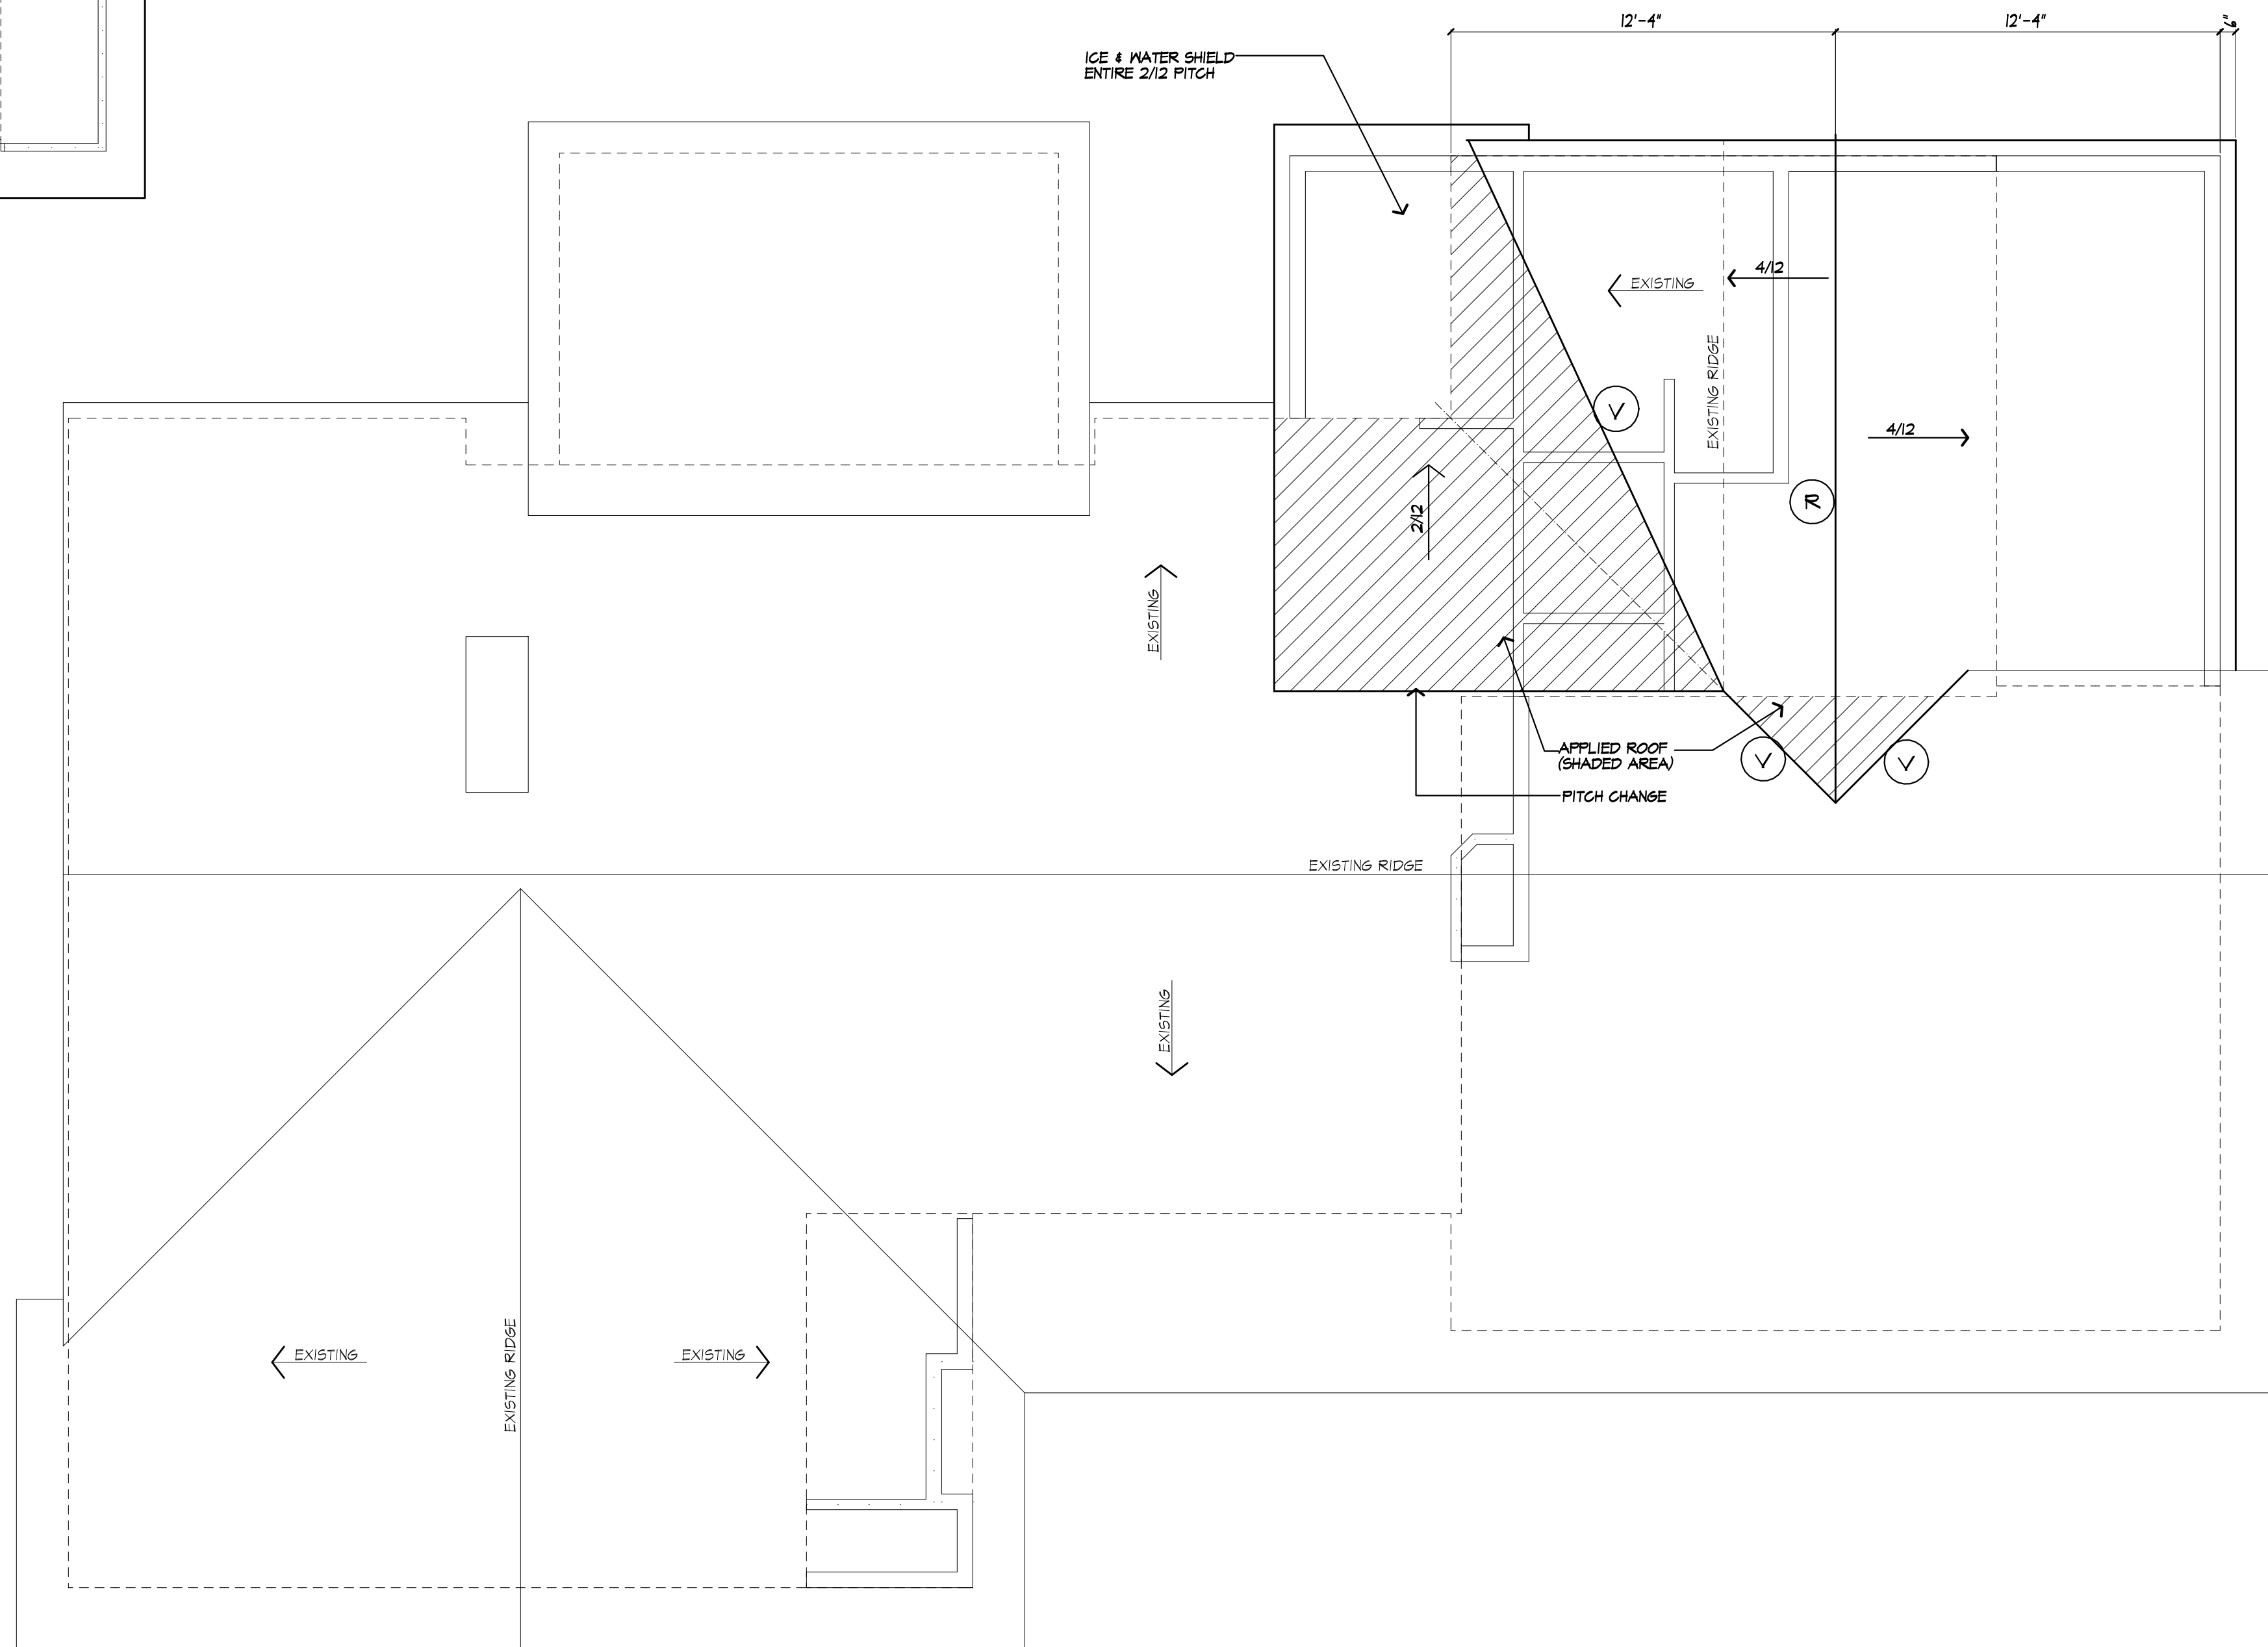 12'-4"
12'-4"
6"
ICE & WATER SHIELD
ENTIRE 2/12 PITCH
4/12
EXISTING
EXISTING RIDGE
V
4/12
R
2/12
EXISTING
APPLIED ROOF
(SHADED AREA)
V
V
PITCH CHANGE
EXISTING RIDGE
EXISTING
EXISTING
EXISTING RIDGE
EXISTING